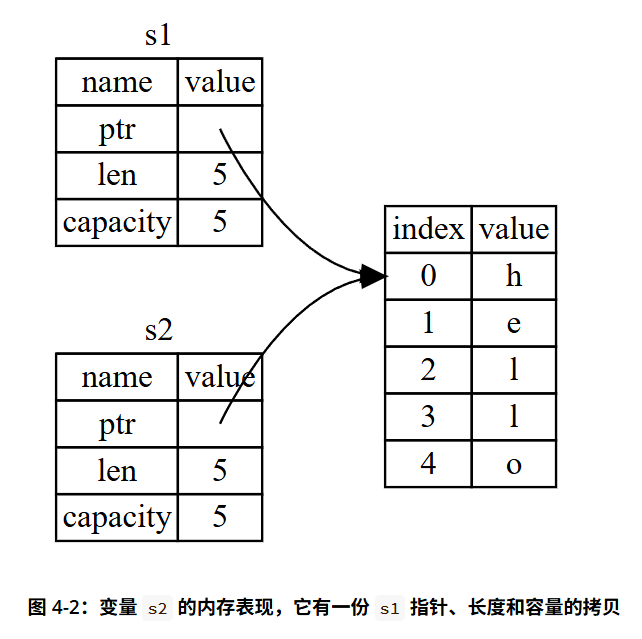 s1
name value
ptr
len 5
capacity 5
s2
name value
ptr
len 5
capacity 5
index value
0 h
1 e
2 l
3 l
4 o
图 4-2：变量 s2 的内存表现，它有一份 s1 指针、长度和容量的拷贝